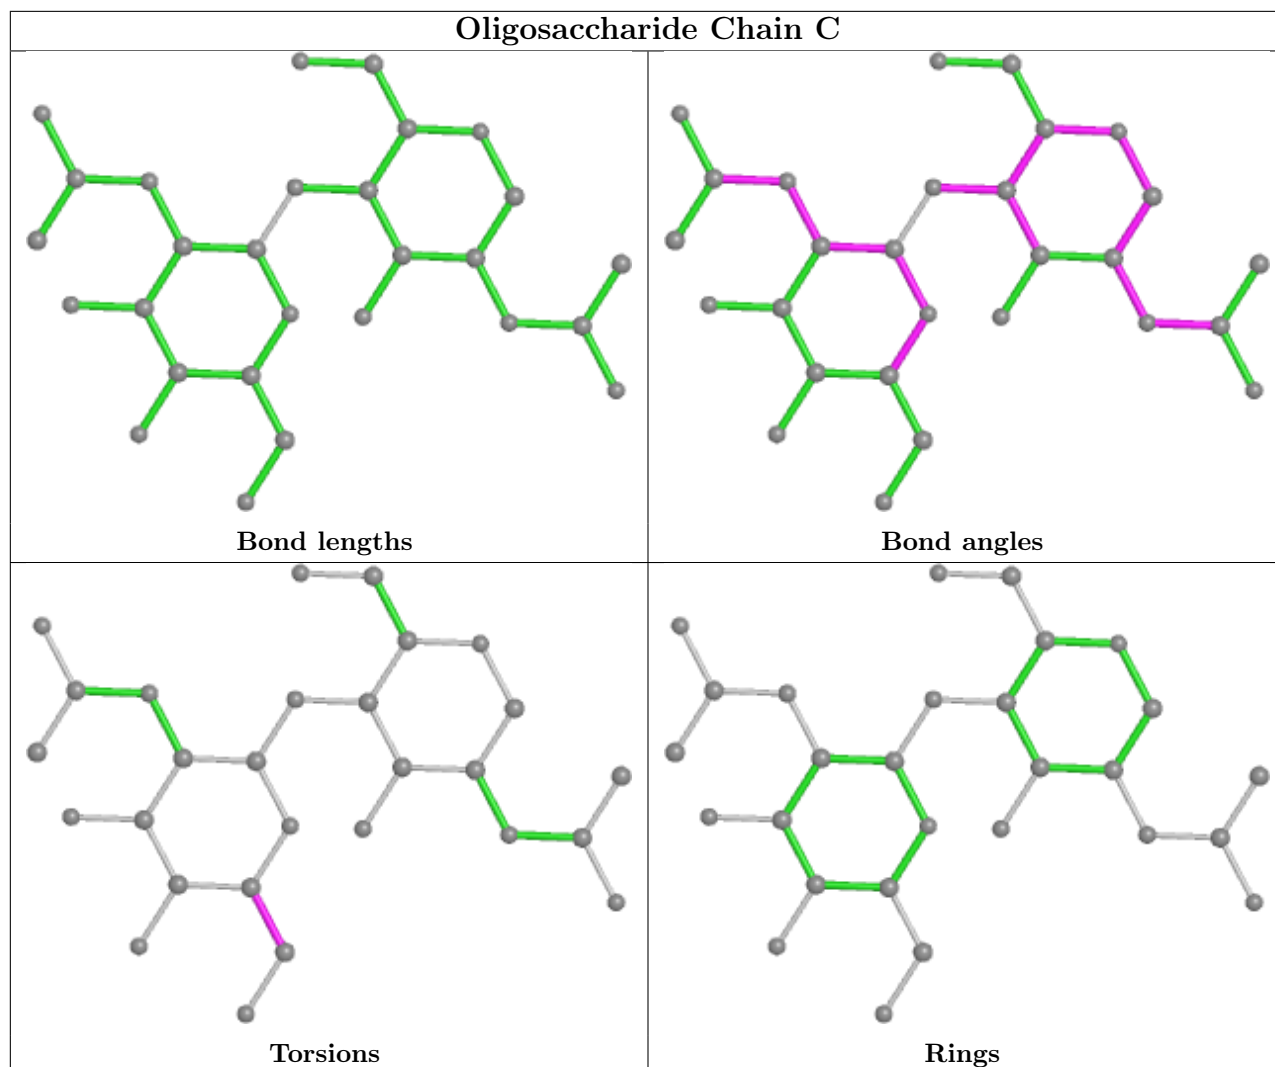 Oligosaccharide Chain C
Bond lengths
Bond angles
Torsions
Rings